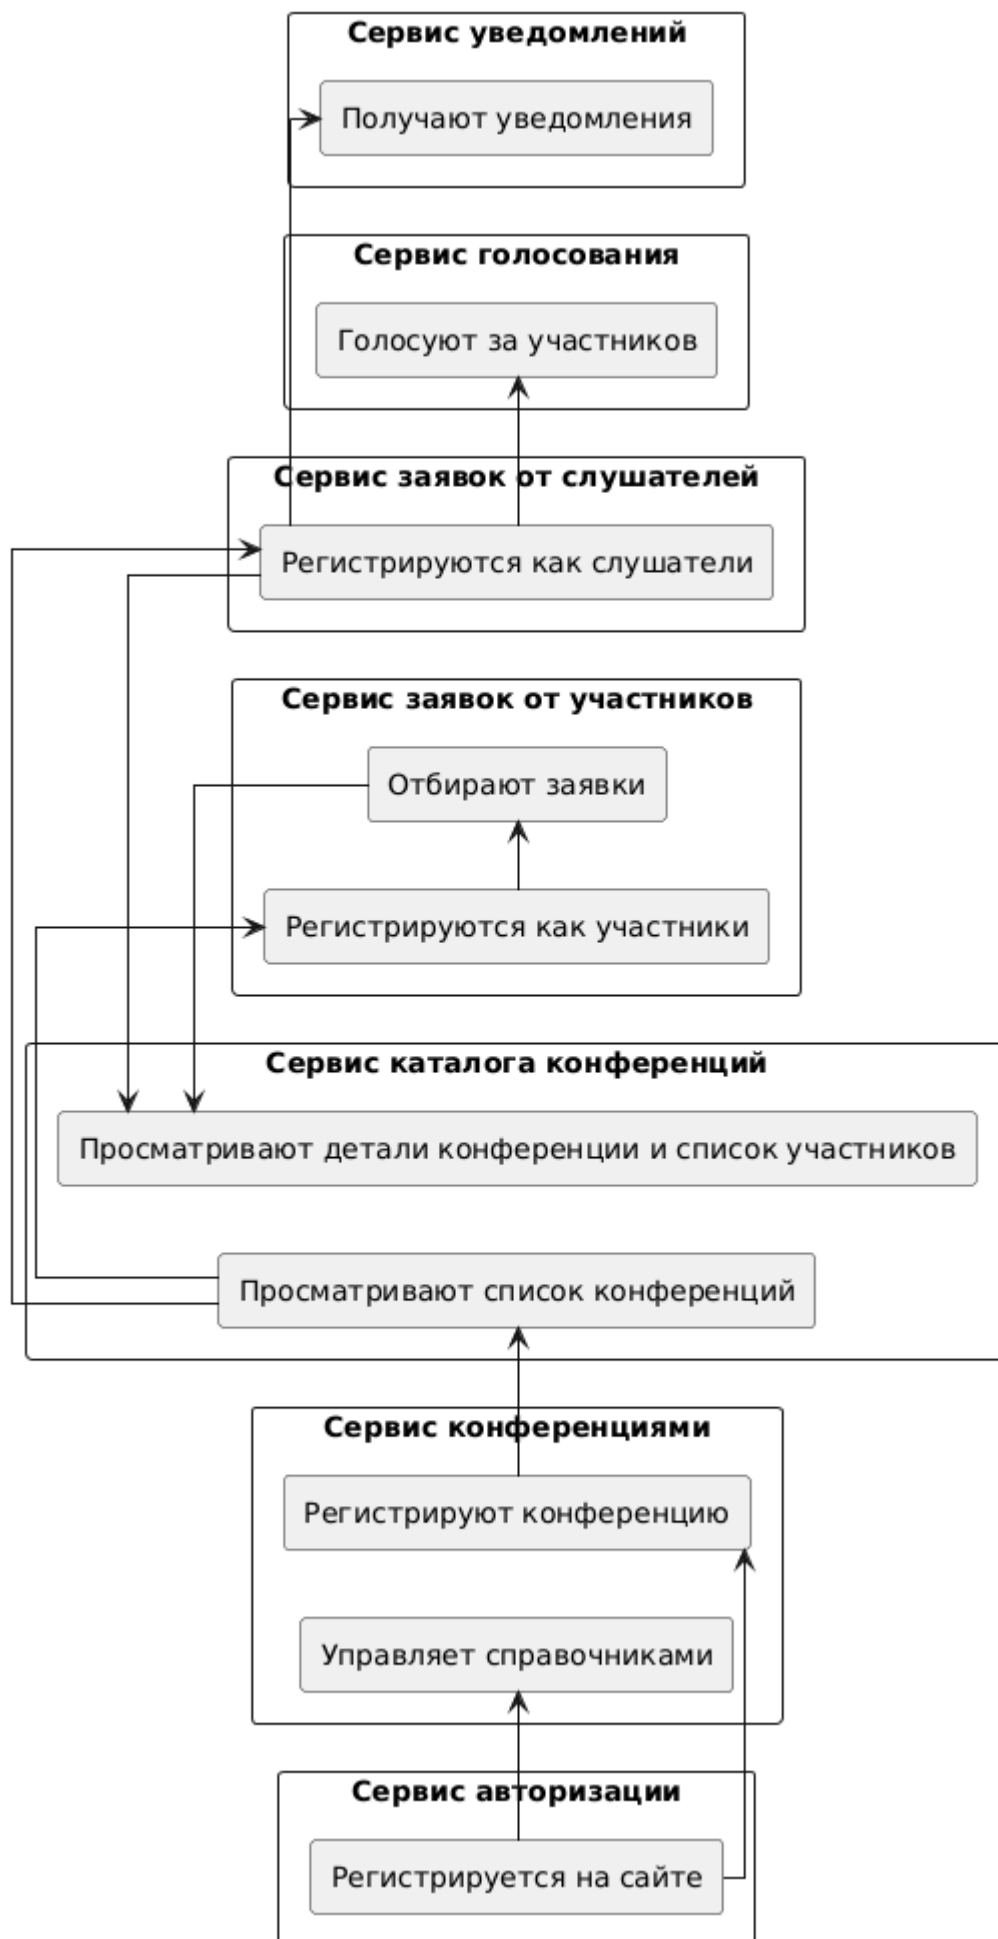 Сервис уведомлений
Получают уведомления
Сервис голосования
Голосуют за участников
Сервис заявок от слушателей
Регистрируются как слушатели
Сервис заявок от участников
Отбирают заявки
Регистрируются как участники
Сервис каталога конференций
Просматривают детали конференции и список участников
Просматривают список конференций
Сервис конференциями
Регистрируют конференцию
Управляет справочниками
Сервис авторизации
Регистрируется на сайте